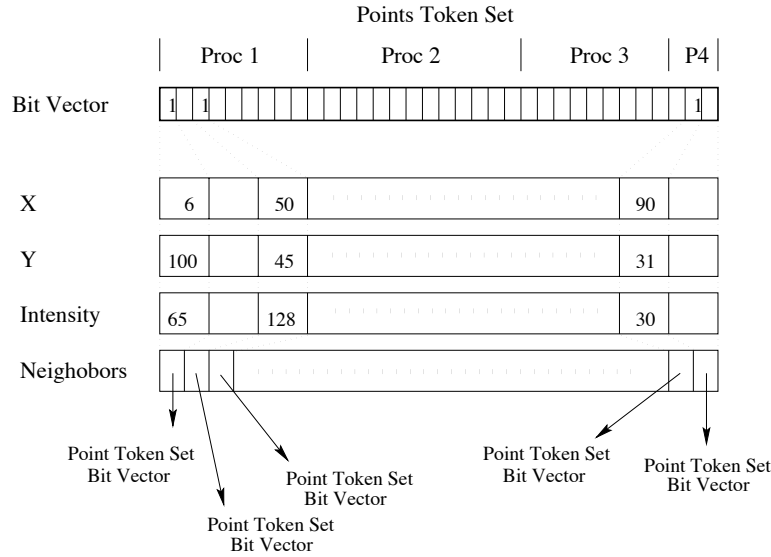 Points Token Set
Proc 1 Proc 2 Proc 3 P4
Bit Vector 1 1 1
X 6 50 90
Y 100 45 31
Intensity 65 128 30
Neighobors
Point Token Set
Bit Vector
Point Token Set
Bit Vector
Point Token Set
Bit Vector
Point Token Set
Bit Vector
Point Token Set
Bit Vector